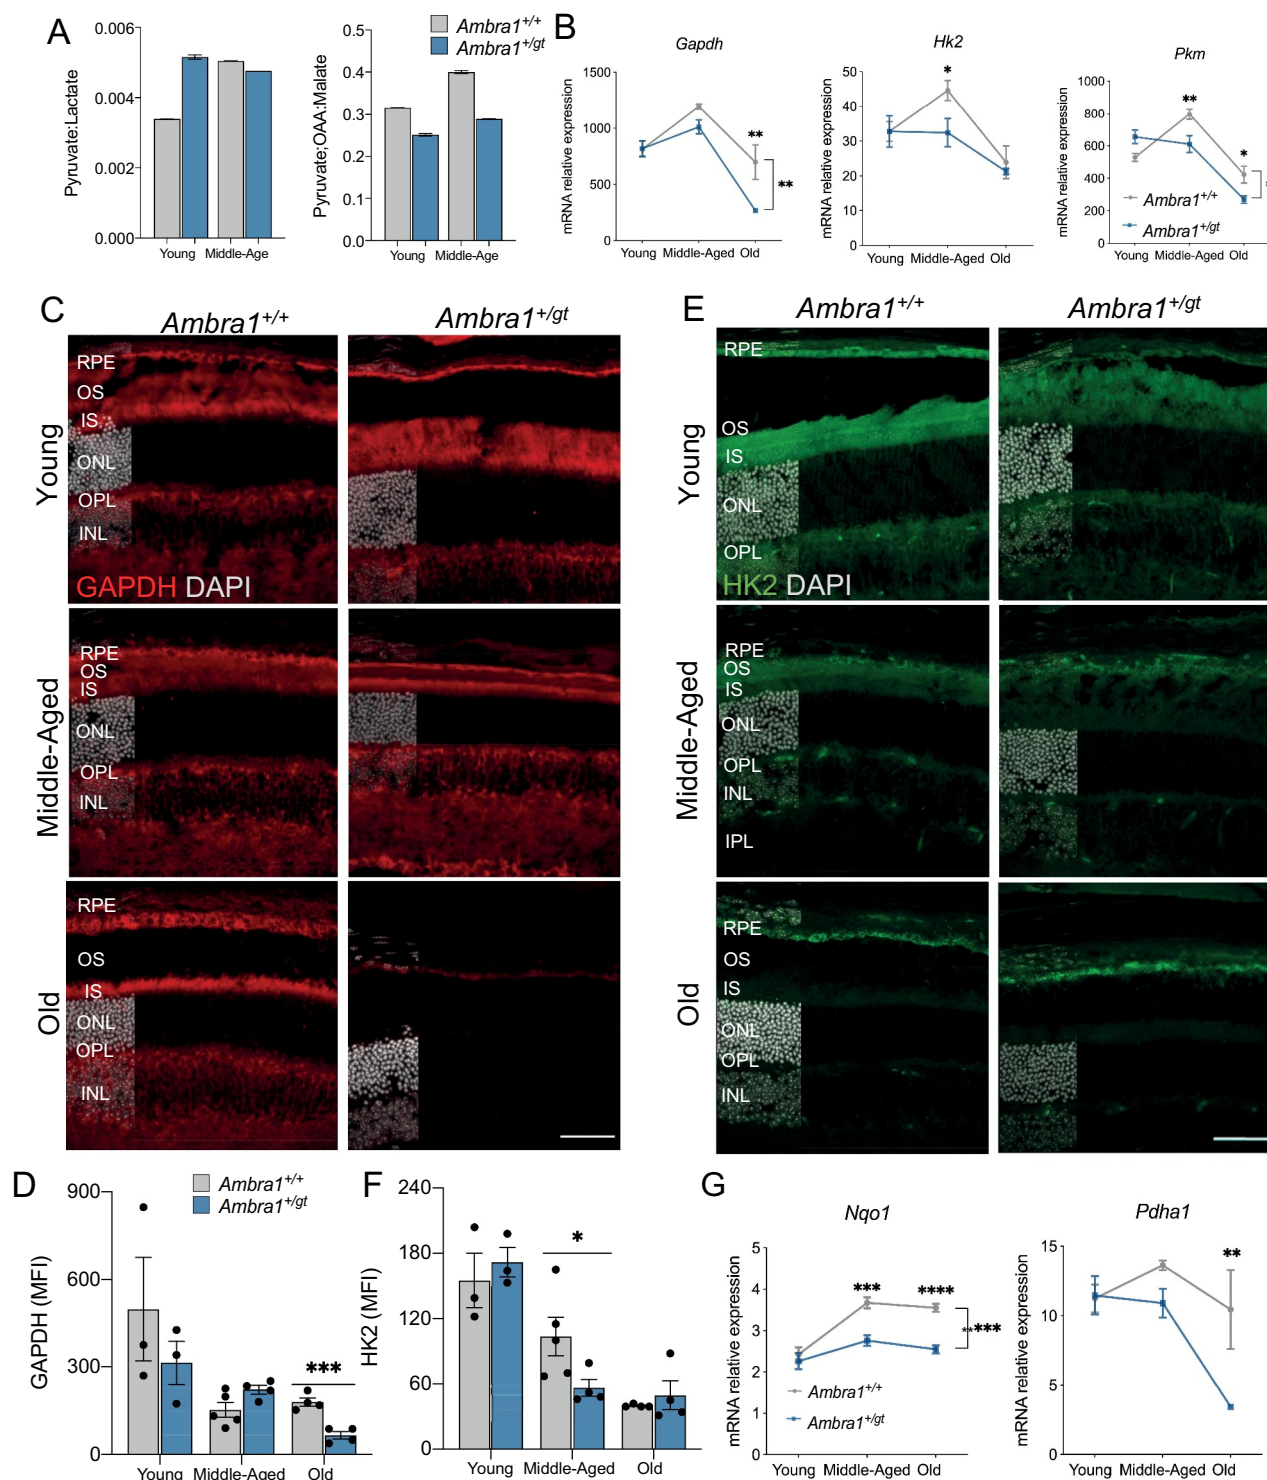 A
0.006
0.004
0.002
0.000
Pyruvate:Lactate
Young Middle-Age
0.5
0.4
0.3
0.2
0.1
0.0
Pyruvate;OAA:Malate
Young Middle-Age
Ambra1+/+
Ambra1+/gt
B
Gapdh
1500
1000
500
0
mRNA relative expression
**
**
Young Middle-Aged Old
Hk2
50
40
30
20
10
0
mRNA relative expression
*
Young Middle-Aged Old
Pkm
1000
800
600
400
200
0
mRNA relative expression
**
*
Ambra1+/+
Ambra1+/gt
Young Middle-Aged Old
C
Ambra1+/+
Ambra1+/gt
Young
RPE
OS
IS
ONL
OPL
INL
GAPDH DAPI
Middle-Aged
RPE
OS
IS
ONL
OPL
INL
Old
RPE
OS
IS
ONL
OPL
INL
E
Ambra1+/+
Ambra1+/gt
Young
RPE
OS
IS
ONL
OPL
HK2 DAPI
Middle-Aged
RPE
OS
IS
ONL
OPL
INL
IPL
Old
RPE
OS
IS
ONL
OPL
INL
D
900
600
300
0
GAPDH (MFI)
Ambra1+/+
Ambra1+/gt
***
Young Middle-Aged Old
F
240
180
120
60
0
HK2 (MFI)
*
Young Middle-Aged Old
G
Nqo1
5
4
3
2
1
0
mRNA relative expression
***
****
*****
Ambra1+/+
Ambra1+/gt
Young Middle-Aged Old
Pdha1
15
10
5
0
mRNA relative expression
**
Young Middle-Aged Old